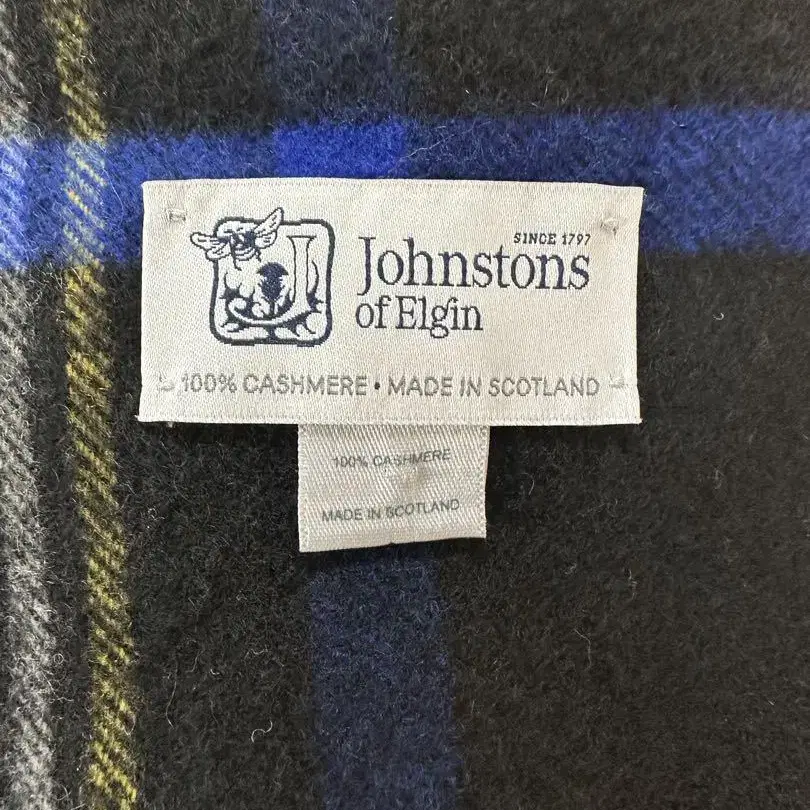 SINCE 1797
Johnstons
of Elgin
100% CASHMERE • MADE IN SCOTLAND
100% CASHMERE
MADE IN SCOTLAND